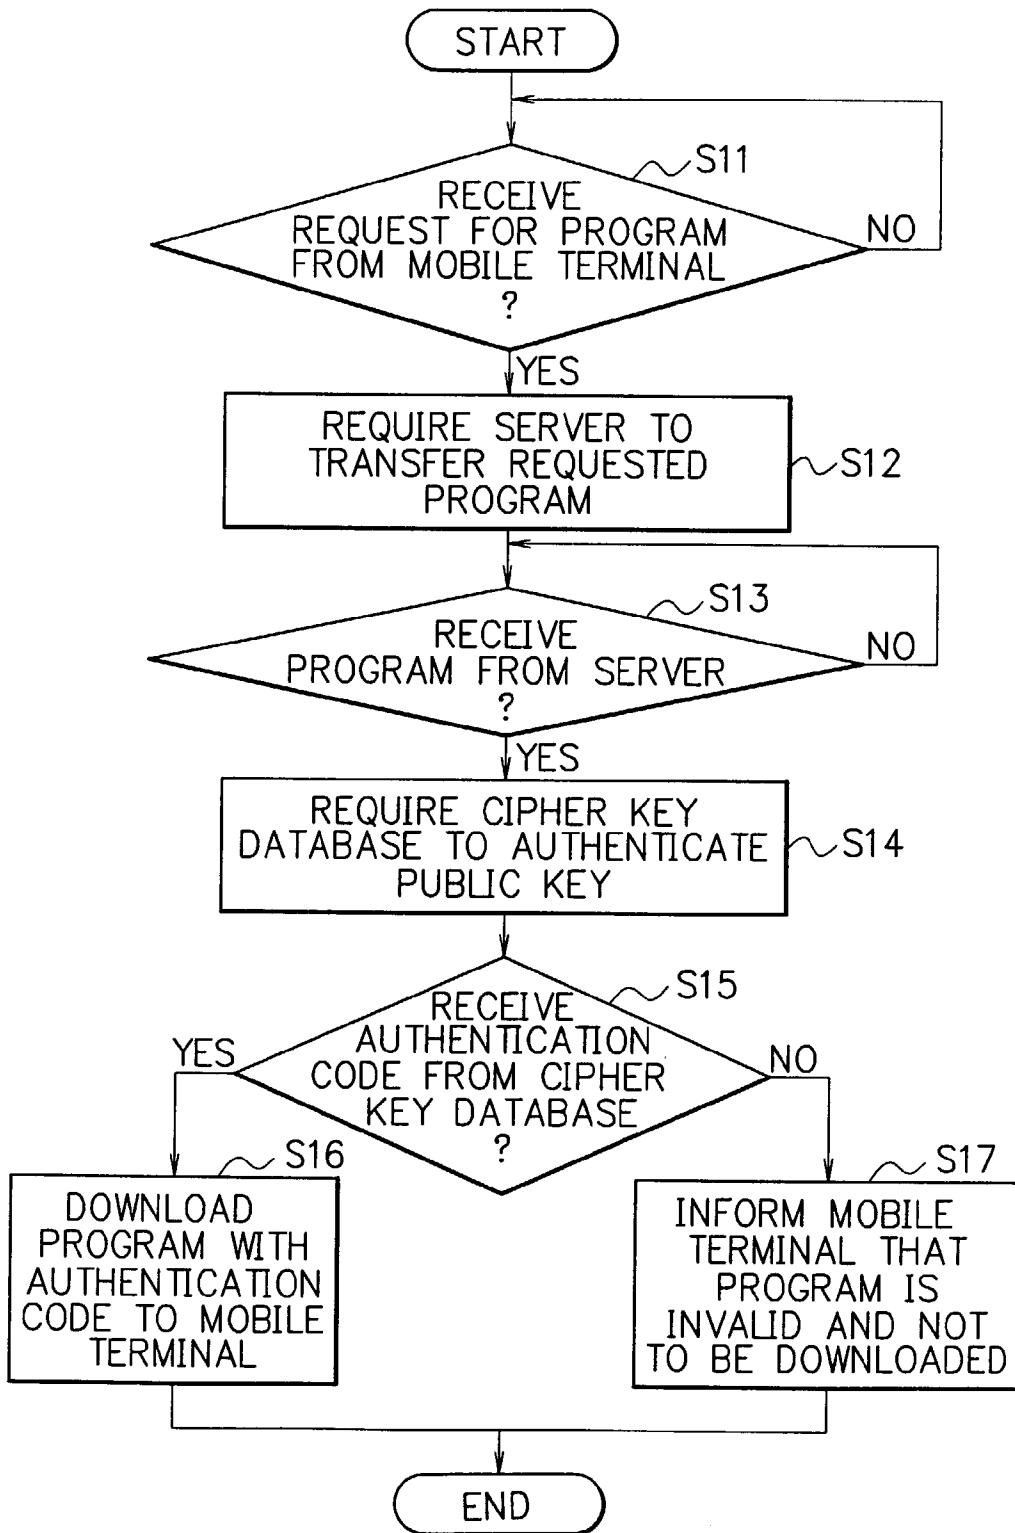 START
S11
RECEIVE
REQUEST FOR PROGRAM
FROM MOBILE TERMINAL
?
NO
YES
REQUIRE SERVER TO
TRANSFER REQUESTED
PROGRAM
S12
S13
RECEIVE
PROGRAM FROM SERVER
?
NO
YES
REQUIRE CIPHER KEY
DATABASE TO AUTHENTICATE
PUBLIC KEY
S14
S15
RECEIVE
AUTHENTICATION
CODE FROM CIPHER
KEY DATABASE
?
YES
NO
S16
DOWNLOAD
PROGRAM WITH
AUTHENTICATION
CODE TO MOBILE
TERMINAL
S17
INFORM MOBILE
TERMINAL THAT
PROGRAM IS
INVALID AND NOT
TO BE DOWNLOADED
END